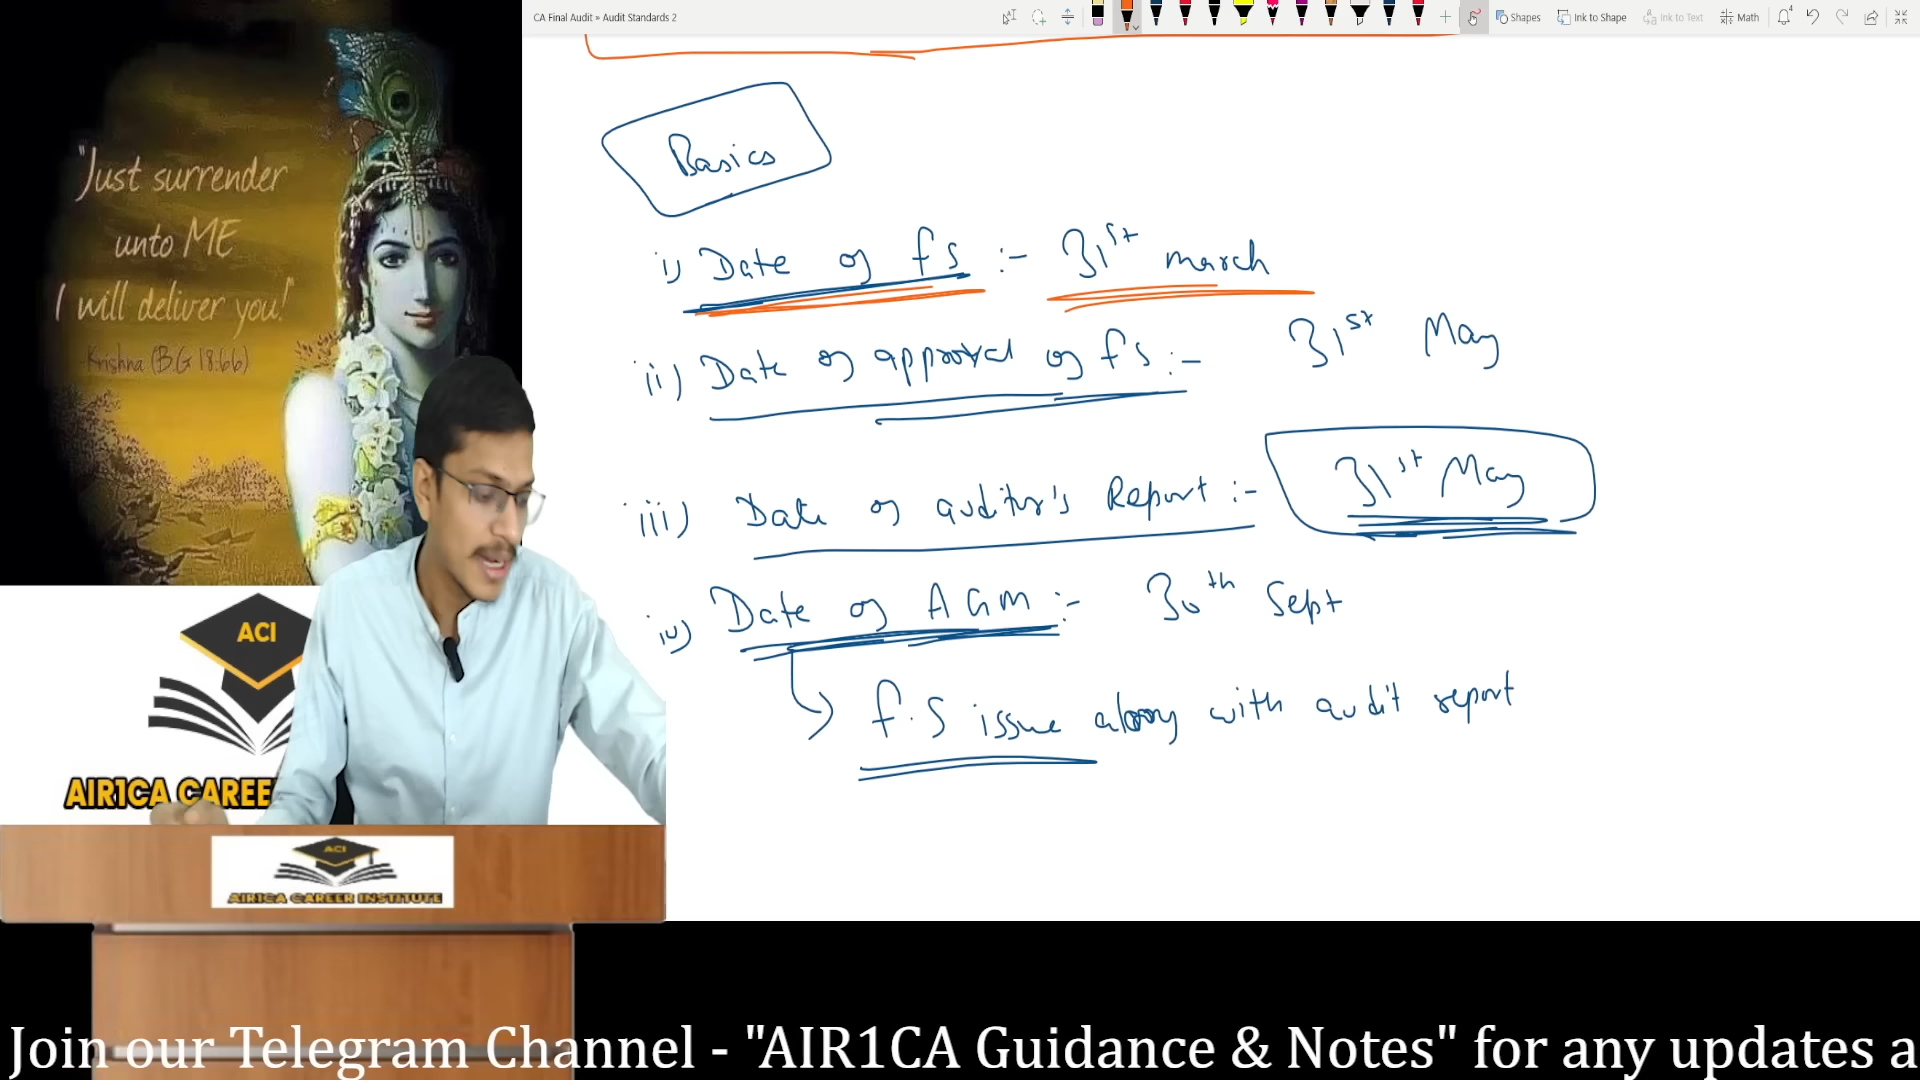 CA Final Audit » Audit Standards 2
Shapes
Ink to Shape
Ink to Text
Math
"Just surrender
unto ME
I will deliver you!"
Krishna (B.G 18:66)
Basics
i) Date of fs :- 31st march
ii) Date of approval of fs :- 31st May
iii) Date of auditor's Report :- 31st May
iv) Date of AGM :- 30th Sept
f.s issue along with audit report
ACI
AIR1CA CAREE
ACI
AIR1CA CAREER INSTITUTE
Join our Telegram Channel - "AIR1CA Guidance & Notes" for any updates a